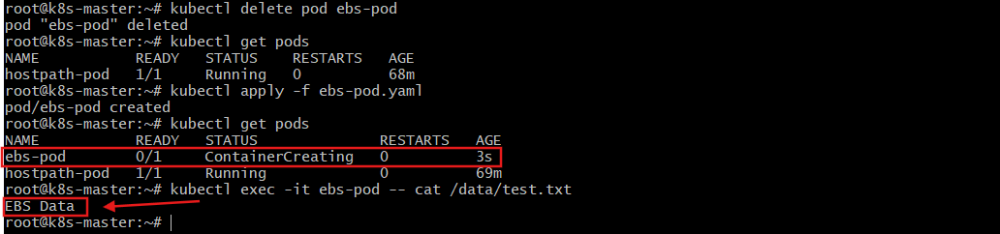 root@k8s-master:~# kubectl delete pod ebs-pod
pod "ebs-pod" deleted
root@k8s-master:~# kubectl get pods
NAME READY STATUS RESTARTS AGE
hostpath-pod 1/1 Running 0 68m
root@k8s-master:~# kubectl apply -f ebs-pod.yaml
pod/ebs-pod created
root@k8s-master:~# kubectl get pods
NAME READY STATUS RESTARTS AGE
ebs-pod 0/1 ContainerCreating 0 3s
hostpath-pod 1/1 Running 0 69m
root@k8s-master:~# kubectl exec -it ebs-pod -- cat /data/test.txt
EBS Data
root@k8s-master:~#